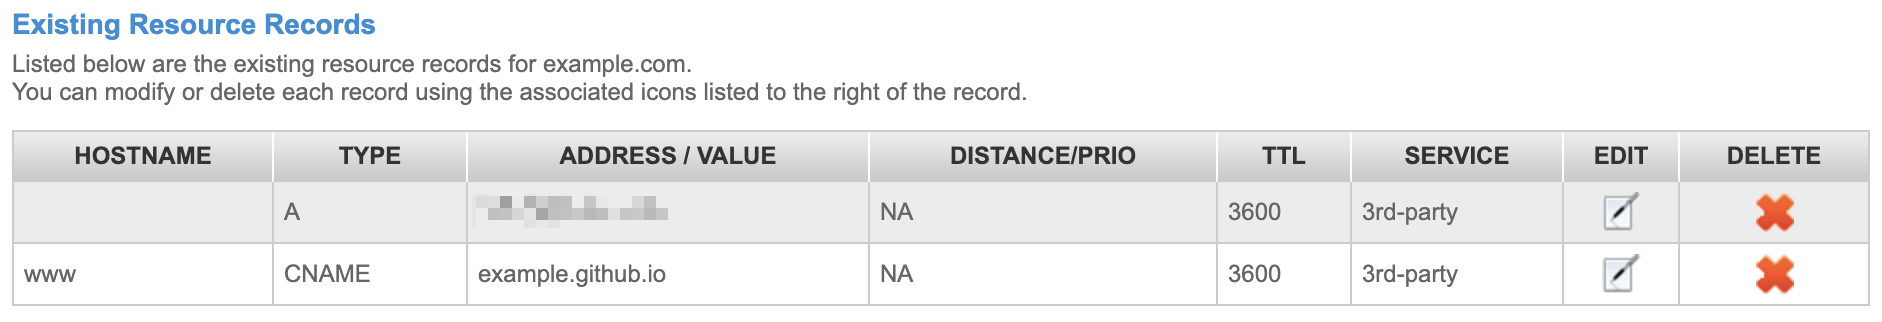 Existing Resource Records
Listed below are the existing resource records for example.com.
You can modify or delete each record using the associated icons listed to the right of the record.
HOSTNAME TYPE ADDRESS / VALUE DISTANCE/PRIO TTL SERVICE EDIT DELETE
A NA 3600 3rd-party
www CNAME example.github.io NA 3600 3rd-party